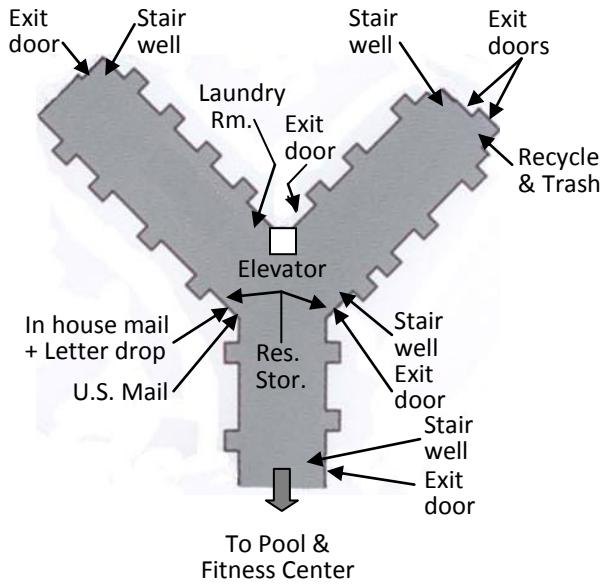 Exit
door
Stair
well
Stair
well
Exit
doors
Laundry
Rm.
Exit
door
Recycle
& Trash
Elevator
In house mail
+ Letter drop
U.S. Mail
Res.
Stor.
Stair
well
Exit
door
Stair
well
Exit
door
To Pool &
Fitness Center